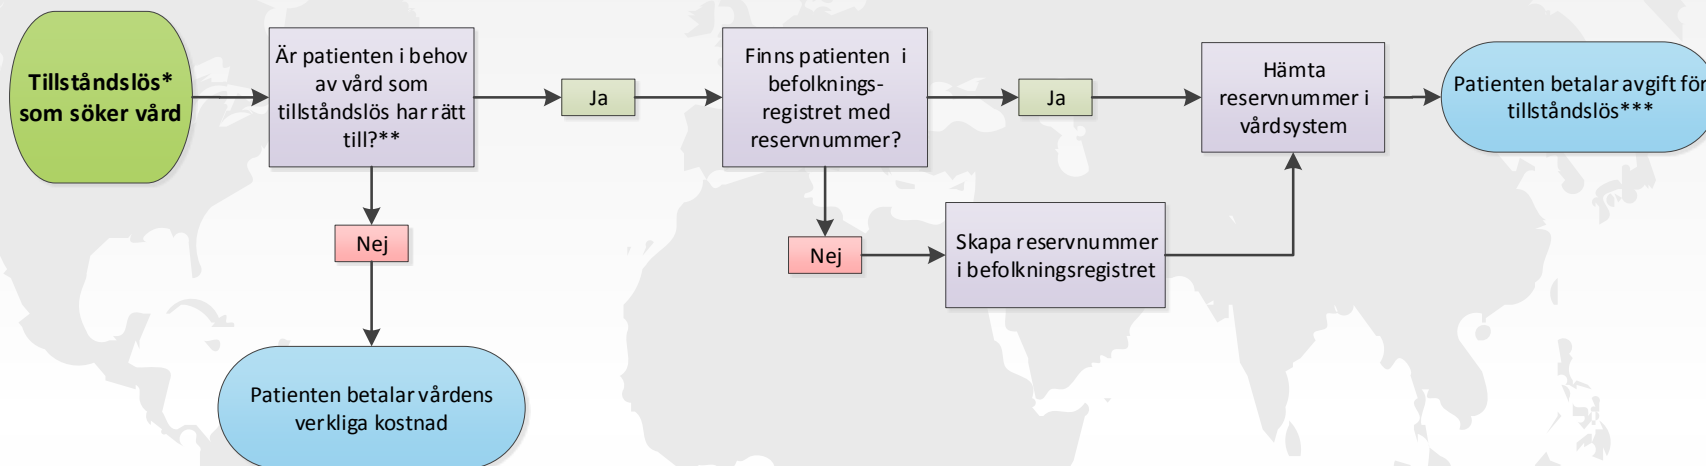 Tillståndslös*
som söker vård
Är patienten i behov
av vård som
tillståndslös har rätt
till?**
Ja
Finns patienten i
befolknings-
registret med
reservnummer?
Ja
Hämta
reservnummer i
vårdsystem
Patienten betalar avgift för
tillståndslös***
Nej
Nej
Skapa reservnummer
i befolkningsregistret
Patienten betalar vårdens
verkliga kostnad